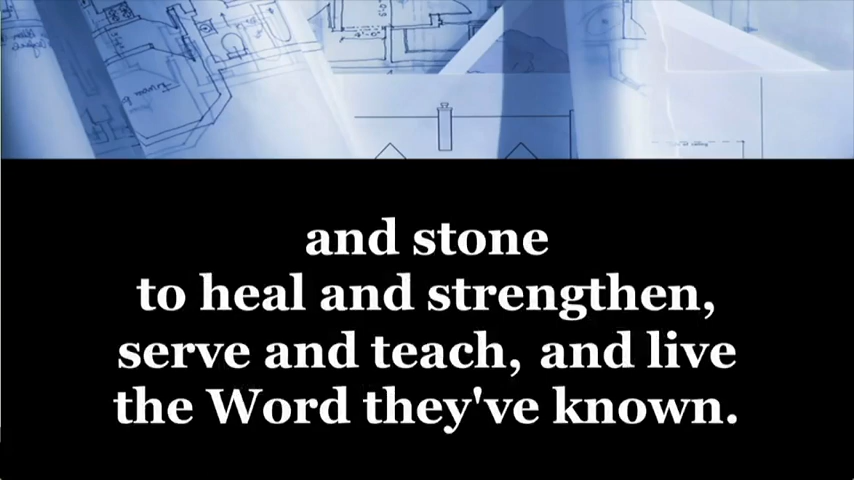 and stone
to heal and strengthen,
serve and teach, and live
the Word they've known.